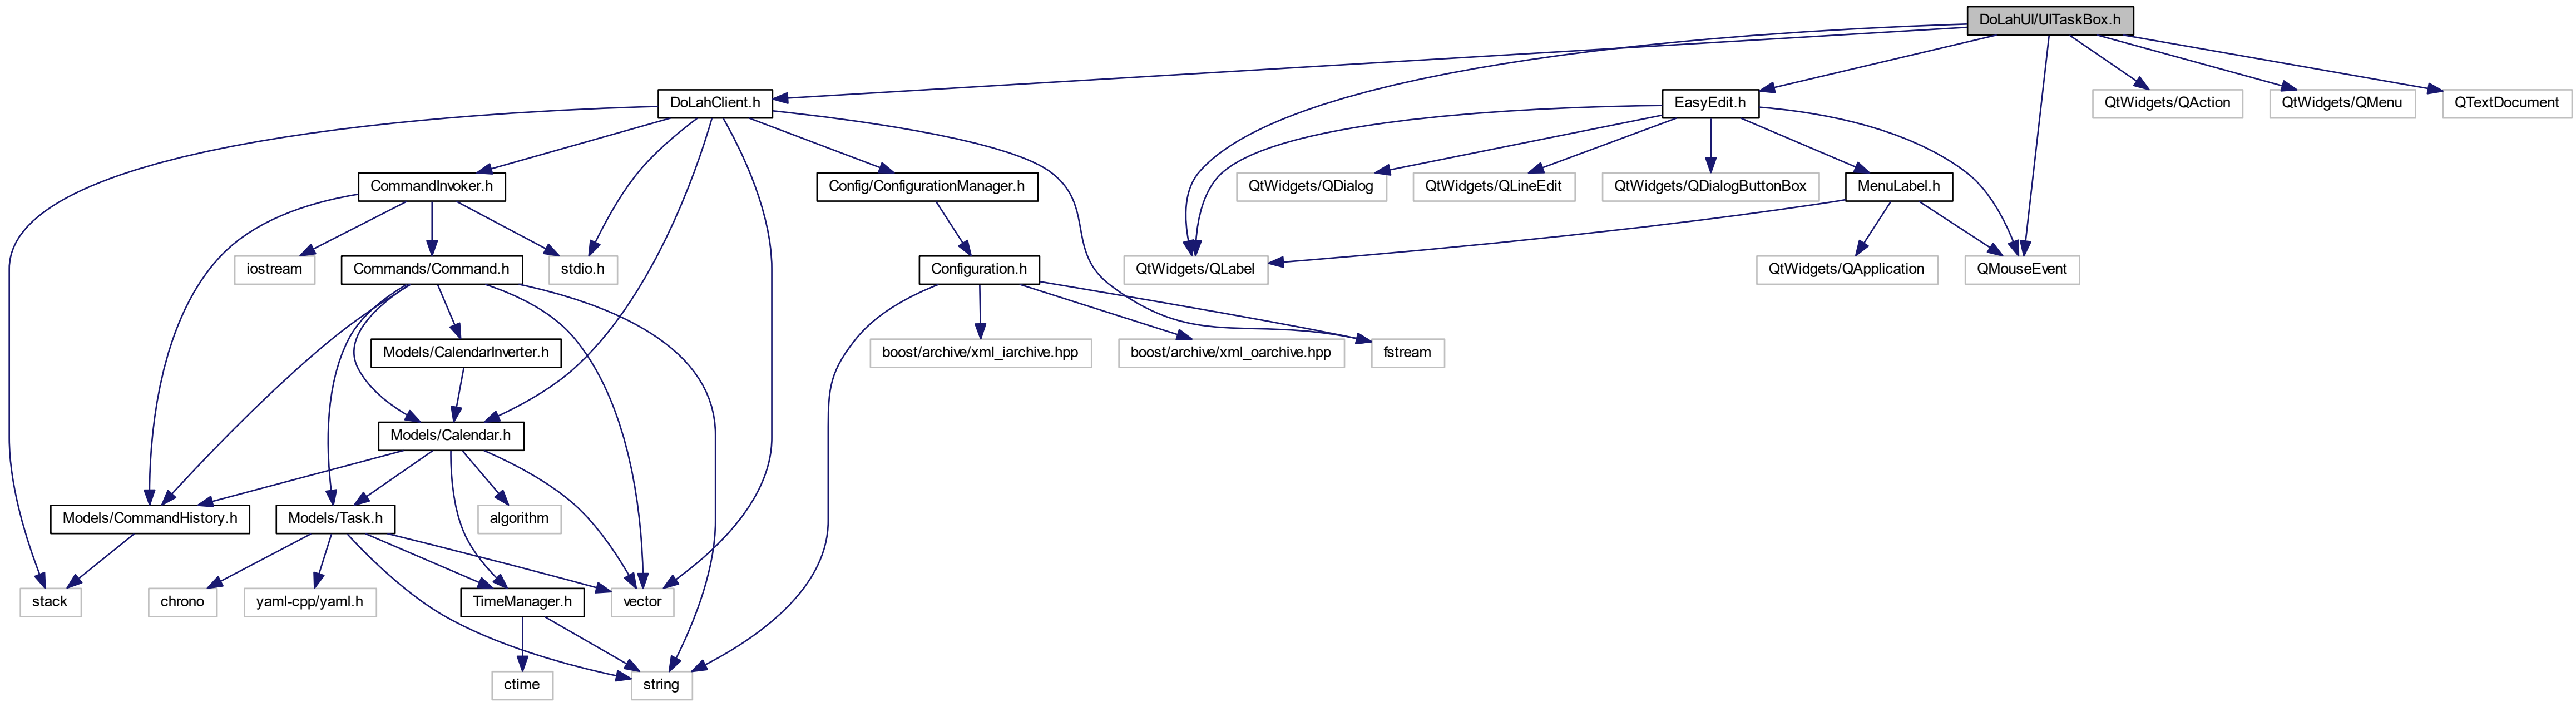 DoLahUI/UITaskBox.h
DoLahClient.h
EasyEdit.h
QtWidgets/QAction
QtWidgets/QMenu
QTextDocument
CommandInvoker.h
Config/ConfigurationManager.h
QtWidgets/QDialog
QtWidgets/QLineEdit
QtWidgets/QDialogButtonBox
MenuLabel.h
iostream
Commands/Command.h
stdio.h
Configuration.h
QtWidgets/QLabel
QtWidgets/QApplication
QMouseEvent
Models/CalendarInverter.h
boost/archive/xml_iarchive.hpp
boost/archive/xml_oarchive.hpp
fstream
Models/Calendar.h
Models/CommandHistory.h
Models/Task.h
algorithm
stack
chrono
yaml-cpp/yaml.h
TimeManager.h
vector
ctime
string